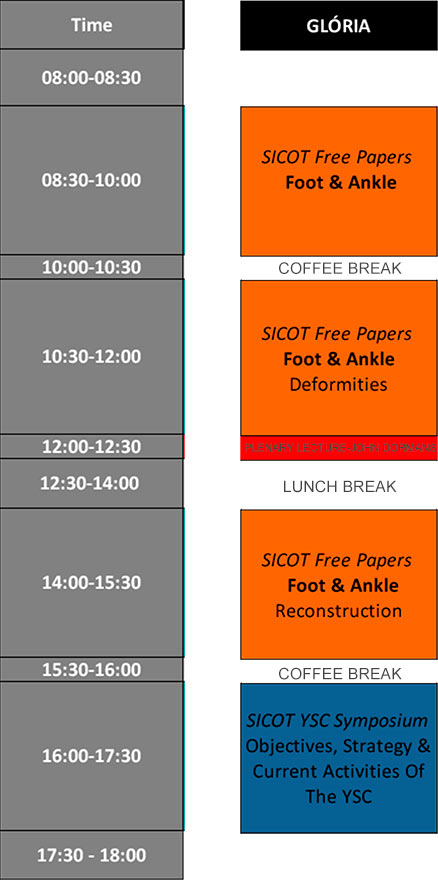 Time
GLÓRIA
08:00-08:30
08:30-10:00
SICOT Free Papers
Foot & Ankle
10:00-10:30
COFFEE BREAK
10:30-12:00
SICOT Free Papers
Foot & Ankle
Deformities
12:00-12:30
PLENARY LECTURE JOHN DORMANS
12:30-14:00
LUNCH BREAK
14:00-15:30
SICOT Free Papers
Foot & Ankle
Reconstruction
15:30-16:00
COFFEE BREAK
16:00-17:30
SICOT YSC Symposium
Objectives, Strategy &
Current Activities Of
The YSC
17:30 - 18:00